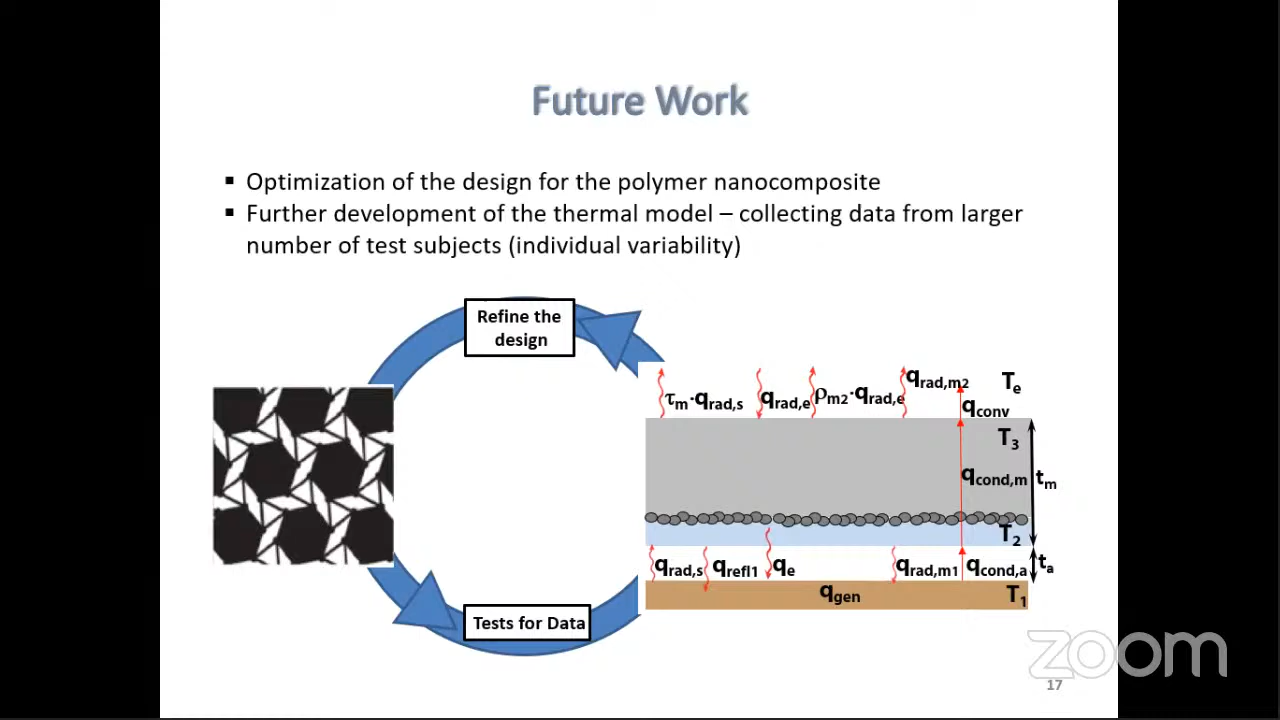 Future Work
▪ Optimization of the design for the polymer nanocomposite
▪ Further development of the thermal model – collecting data from larger
number of test subjects (individual variability)
Refine the
design
τm·qrad,s
qrad,e
ρm2·qrad,e
qrad,m2
Te
qconv
T3
qcond,m
tm
T2
qrad,s
qrefl1
qe
qrad,m1
qcond,a
ta
qgen
T1
Tests for Data
zoom
17